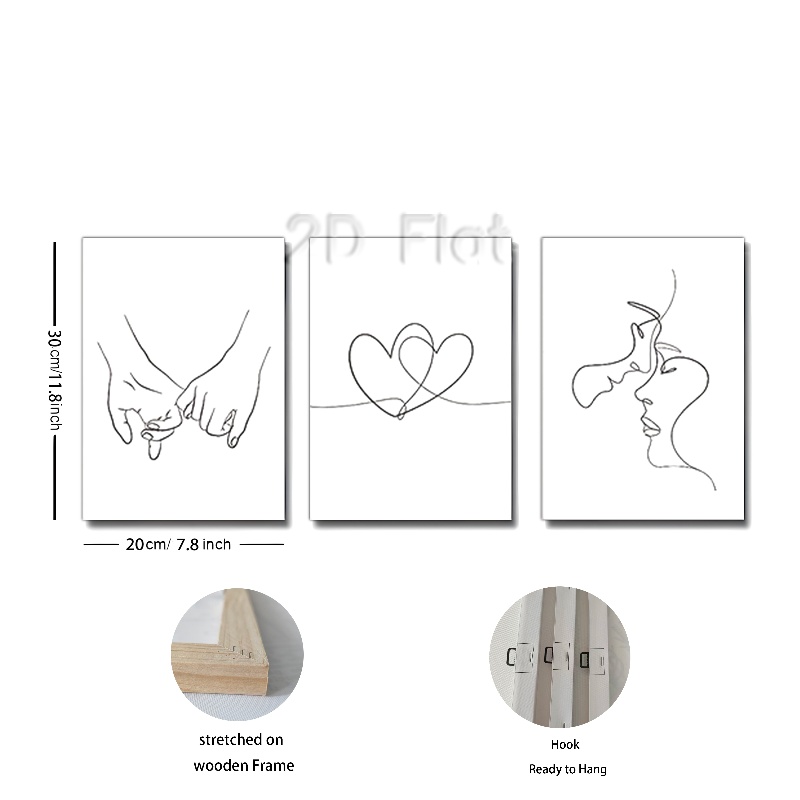 2D Flat
30cm/11.8inch
20cm/ 7.8 inch
stretched on
wooden Frame
Hook
Ready to Hang